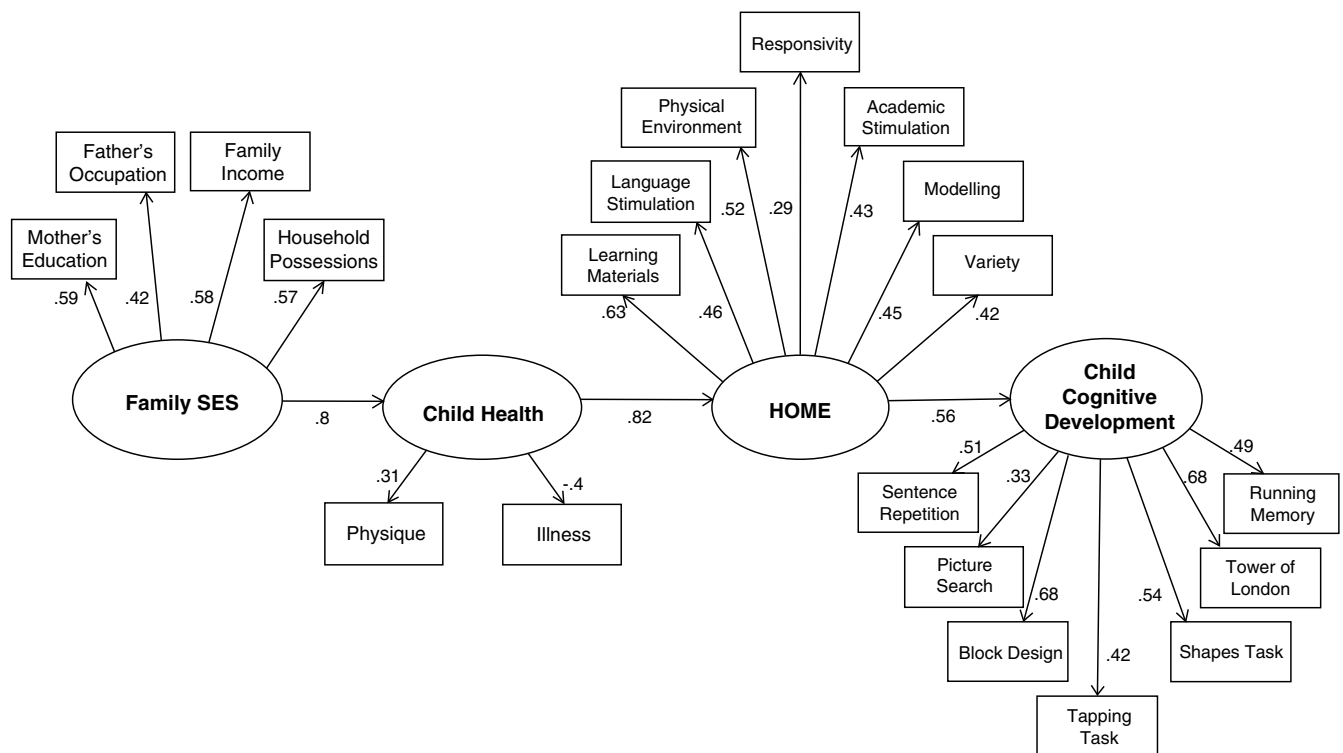 Responsivity
Physical
Environment
Academic
Stimulation
Father's
Occupation
Family
Income
Language
Stimulation
Modelling
Mother's
Education
Household
Possessions
Learning
Materials
Variety
.59
.42
.58
.57
.63
.46
.52
.29
.43
.45
.42
Family SES
.8
Child Health
.82
HOME
.56
Child
Cognitive
Development
.31
-.4
Physique
Illness
.51
.33
.68
.42
.54
.68
.49
Sentence
Repetition
Running
Memory
Picture
Search
Tower of
London
Block Design
Shapes Task
Tapping
Task